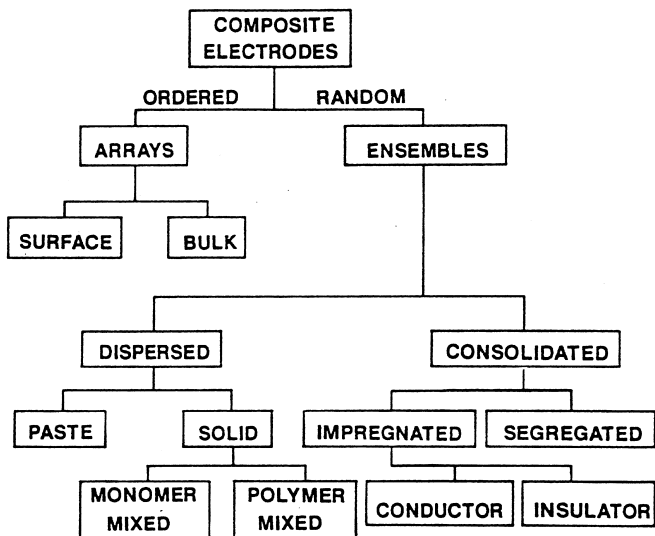 COMPOSITE
ELECTRODES
ORDERED RANDOM
ARRAYS ENSEMBLES
SURFACE BULK
DISPERSED CONSOLIDATED
PASTE SOLID IMPREGNATED SEGREGATED
MONOMER
MIXED
POLYMER
MIXED
CONDUCTOR INSULATOR